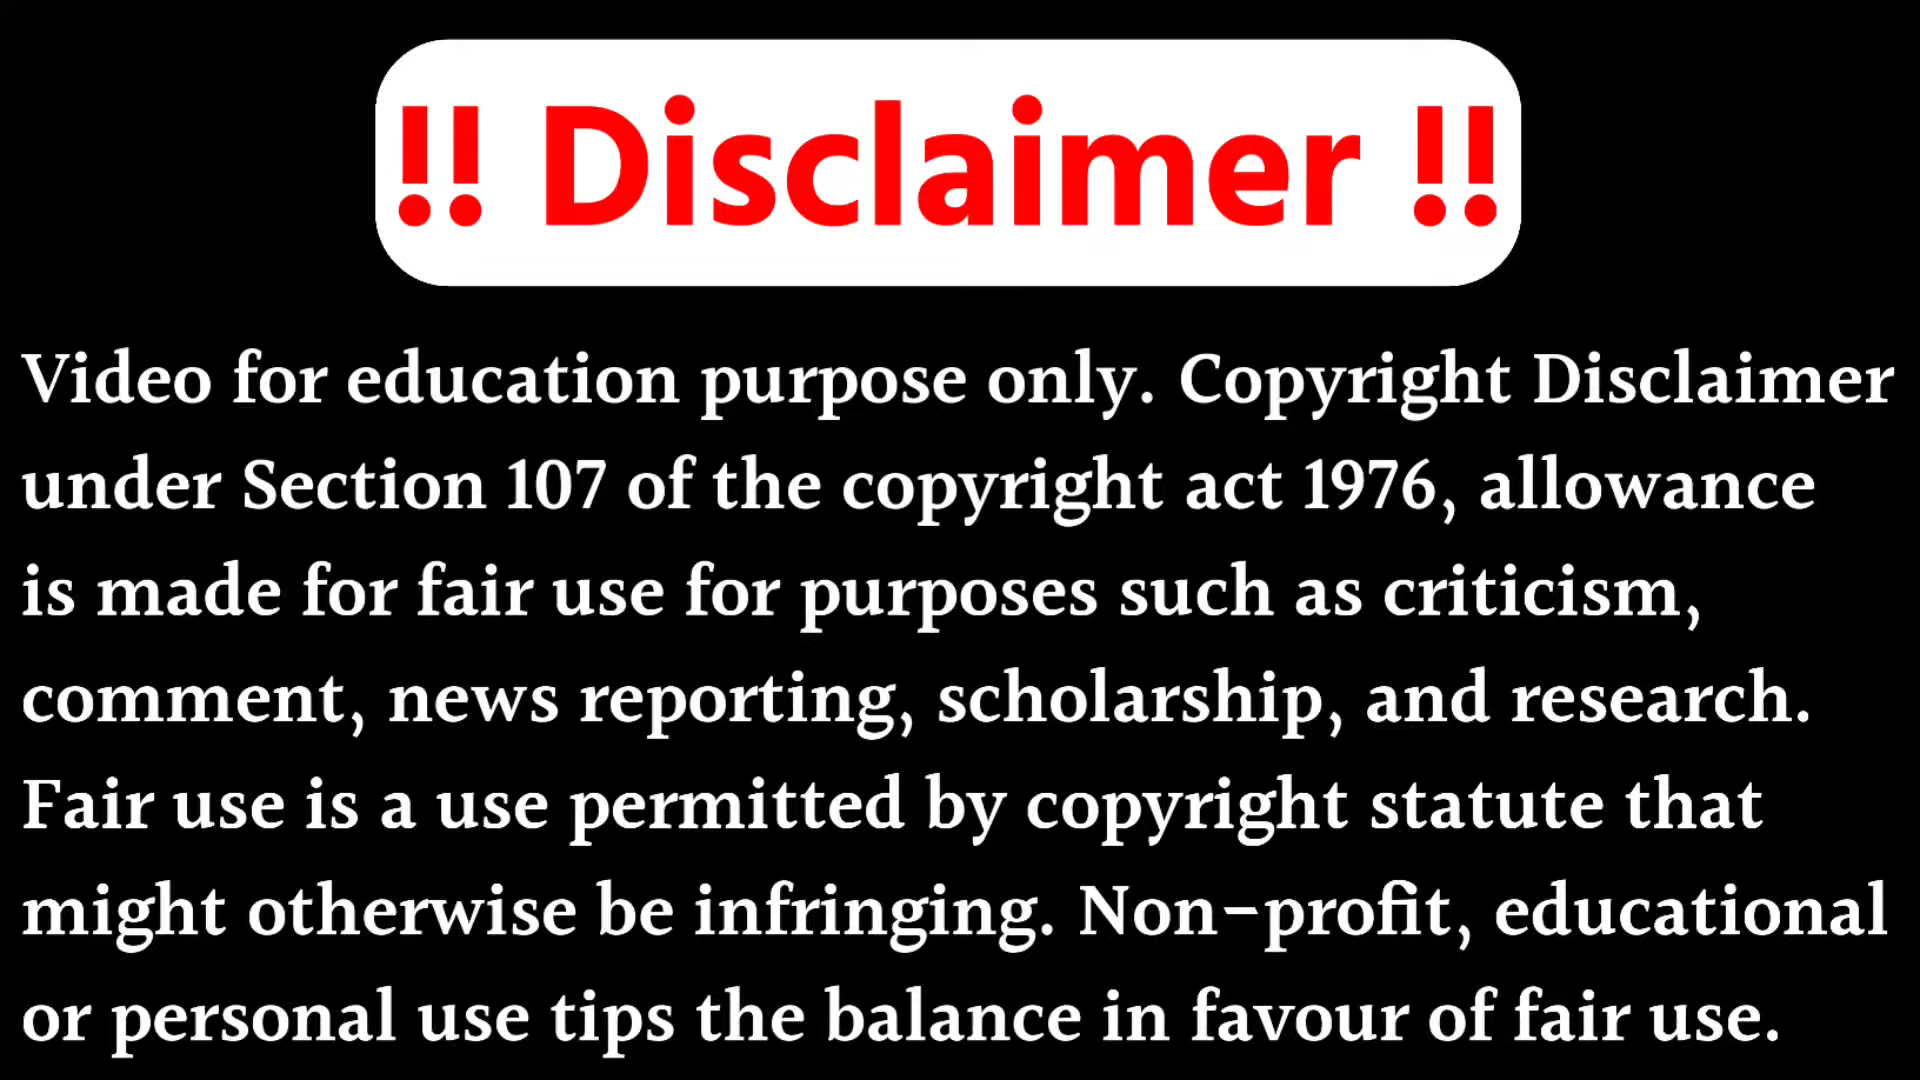 !! Disclaimer !!
Video for education purpose only. Copyright Disclaimer
under Section 107 of the copyright act 1976, allowance
is made for fair use for purposes such as criticism,
comment, news reporting, scholarship, and research.
Fair use is a use permitted by copyright statute that
might otherwise be infringing. Non-profit, educational
or personal use tips the balance in favour of fair use.